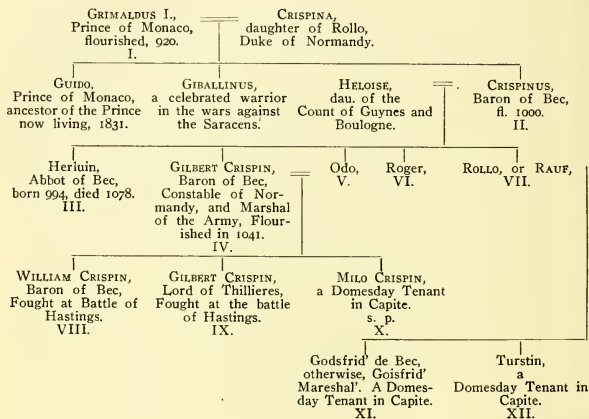 GRIMALDUS I.,
Prince of Monaco,
flourished, 920.
I.
CRISPINA,
daughter of Rollo,
Duke of Normandy.
GUIDO,
Prince of Monaco,
ancestor of the Prince
now living, 1831.
GIBALLINUS,
a celebrated warrior
in the wars against
the Saracens.
HELOISE,
dau. of the
Count of Guynes and
Boulogne.
CRISPINUS,
Baron of Bec,
fl. 1000.
II.
Herluin,
Abbot of Bec,
born 994, died 1078.
III.
GILBERT CRISPIN,
Baron of Bec,
Constable of Nor-
mandy, and Marshal
of the Army, Flour-
ished in 1041.
IV.
Odo,
V.
Roger,
VI.
ROLLO, or RAUF,
VII.
WILLIAM CRISPIN,
Baron of Bec,
Fought at Battle of
Hastings.
VIII.
GILBERT CRISPIN,
Lord of Thillieres,
Fought at the battle
of Hastings.
IX.
MILO CRISPIN,
a Domesday Tenant
in Capite.
s. p.
X.
Godsfrid' de Bec,
otherwise, Goisfrid'
Mareshal'. A Domes-
day Tenant in Capite.
XI.
Turstin,
a
Domesday Tenant in
Capite.
XII.